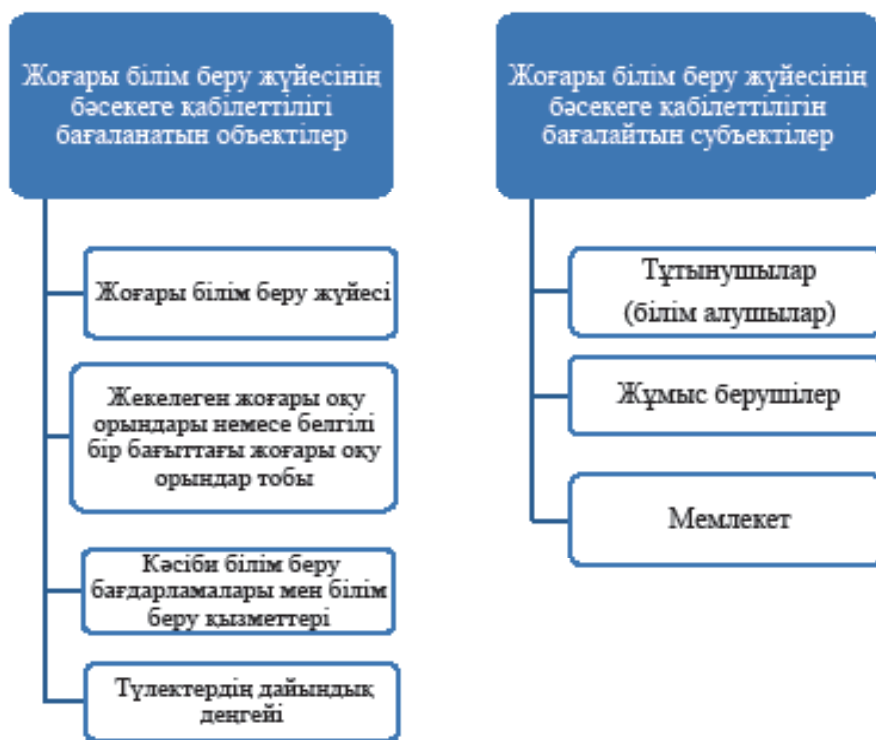 Жоғары білім беру жүйесінің
бәсекеге қабілеттілігі
бағаланатын объектілер
Жоғары білім беру жүйесі
Жекелеген жоғары оқу
орындары немесе белгілі
бір бағыттағы жоғары оқу
орындар тобы
Кәсіби білім беру
бағдарламалары мен білім
беру қызметтері
Түлектердің дайындық
деңгейі
Жоғары білім беру жүйесінің
бәсекеге қабілеттілігін
бағалайтын субъектілер
Тұтынушылар
(білім алушылар)
Жұмыс берушілер
Мемлекет